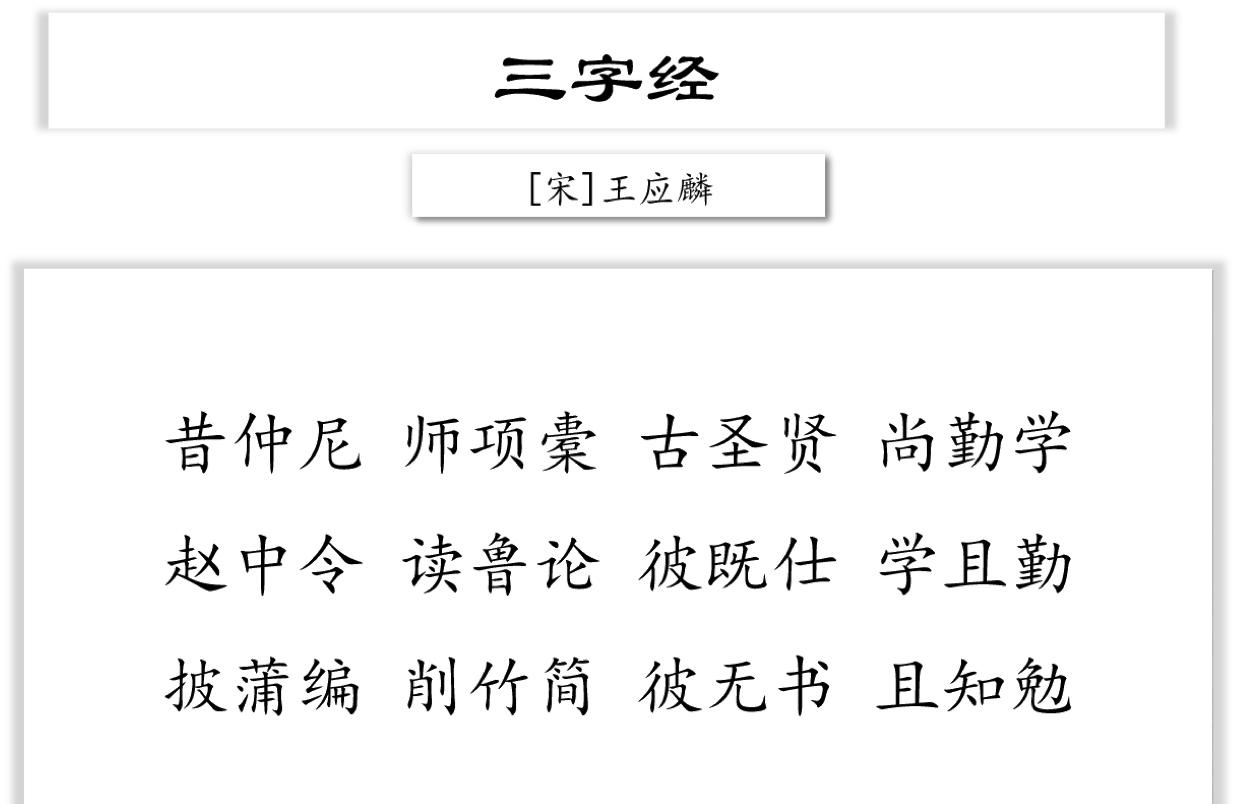 三字经
[宋]王应麟
昔仲尼 师项橐 古圣贤 尚勤学
赵中令 读鲁论 彼既仕 学且勤
披蒲编 削竹简 彼无书 且知勉